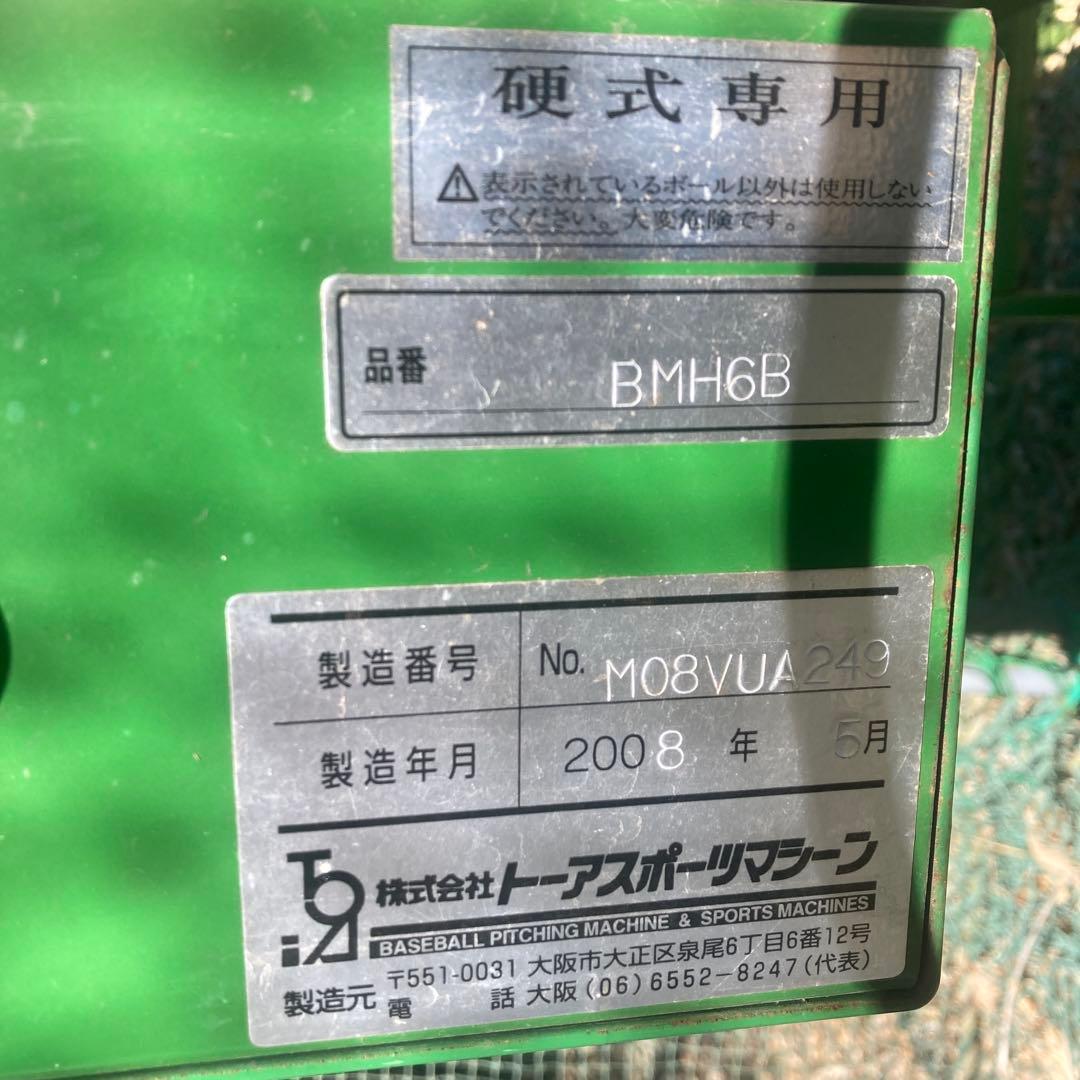 硬式専用
⚠表示されているボール以外は使用しない
でください。大変危険です。
品番 BMH6B
製造番号 No. M08VUA249
製造年月 2008年 5月
TOA 株式会社トーアスポーツマシーン
BASEBALL PITCHING MACHINE & SPORTS MACHINES
〒551-0031 大阪市大正区泉尾6丁目6番12号
製造元 電話 大阪(06)6552-8247(代表)